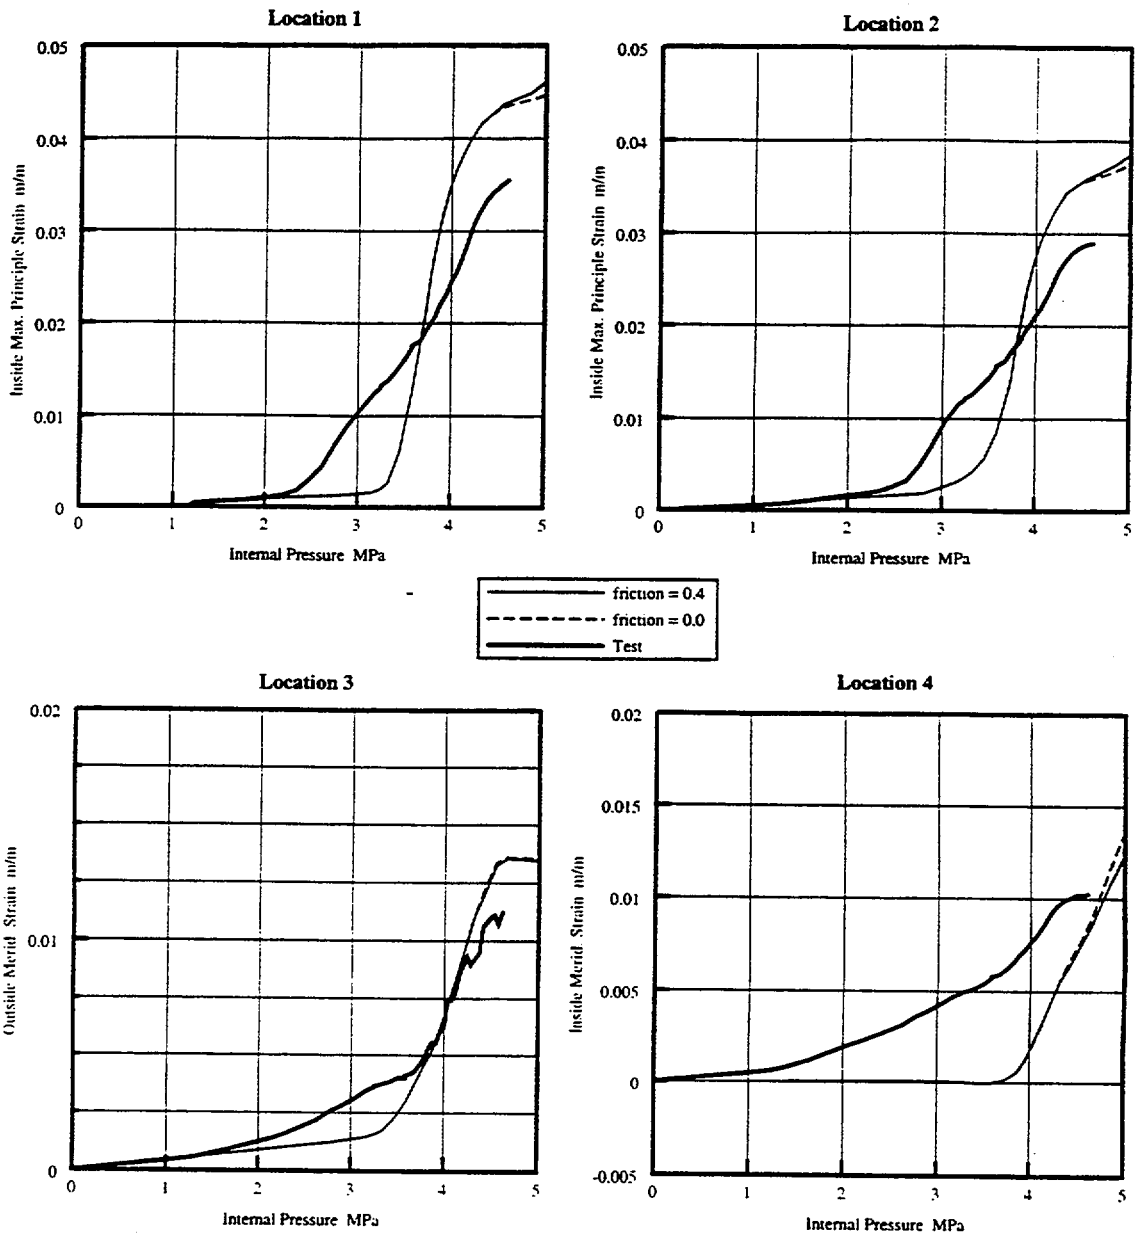 Location 1
Location 2
0.05
0.04
0.03
0.02
0.01
0
Inside Max. Principle Strain m/m
0 1 2 3 4 5
Internal Pressure MPa
0.05
0.04
0.03
0.02
0.01
0
Inside Max. Principle Strain m/m
0 1 2 3 4 5
Internal Pressure MPa
friction = 0.4
friction = 0.0
Test
Location 3
Location 4
0.02
0.01
0
Outside Merid. Strain m/m
0 1 2 3 4 5
Internal Pressure MPa
0.02
0.015
0.01
0.005
0
-0.005
Inside Merid. Strain m/m
0 1 2 3 4 5
Internal Pressure MPa